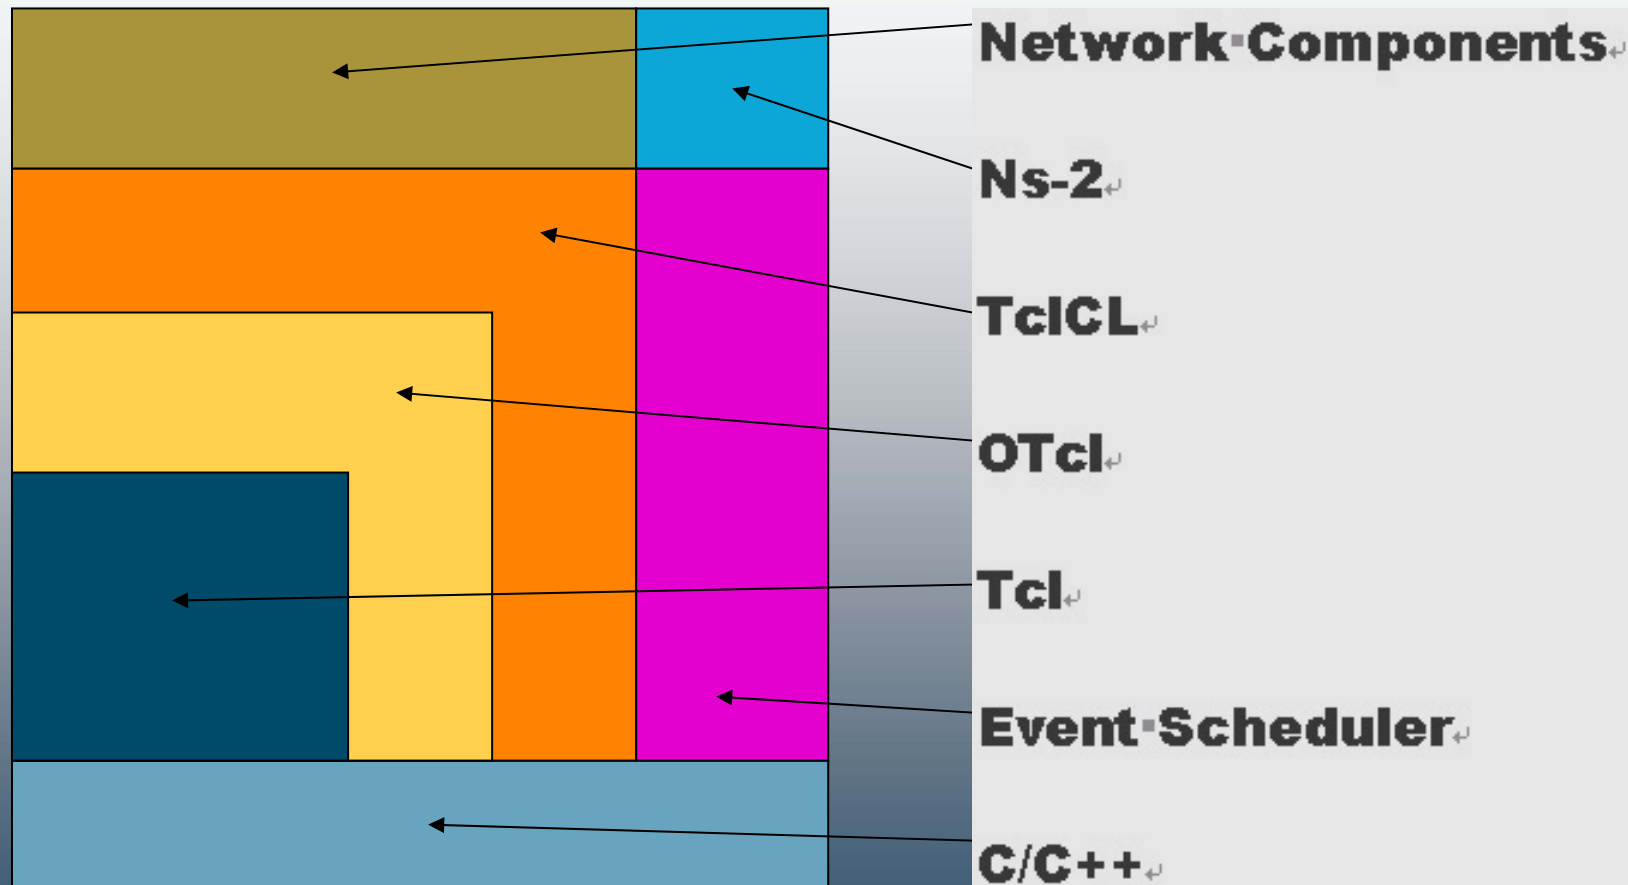 Network Components
Ns-2
TclCL
OTcl
Tcl
Event Scheduler
C/C++